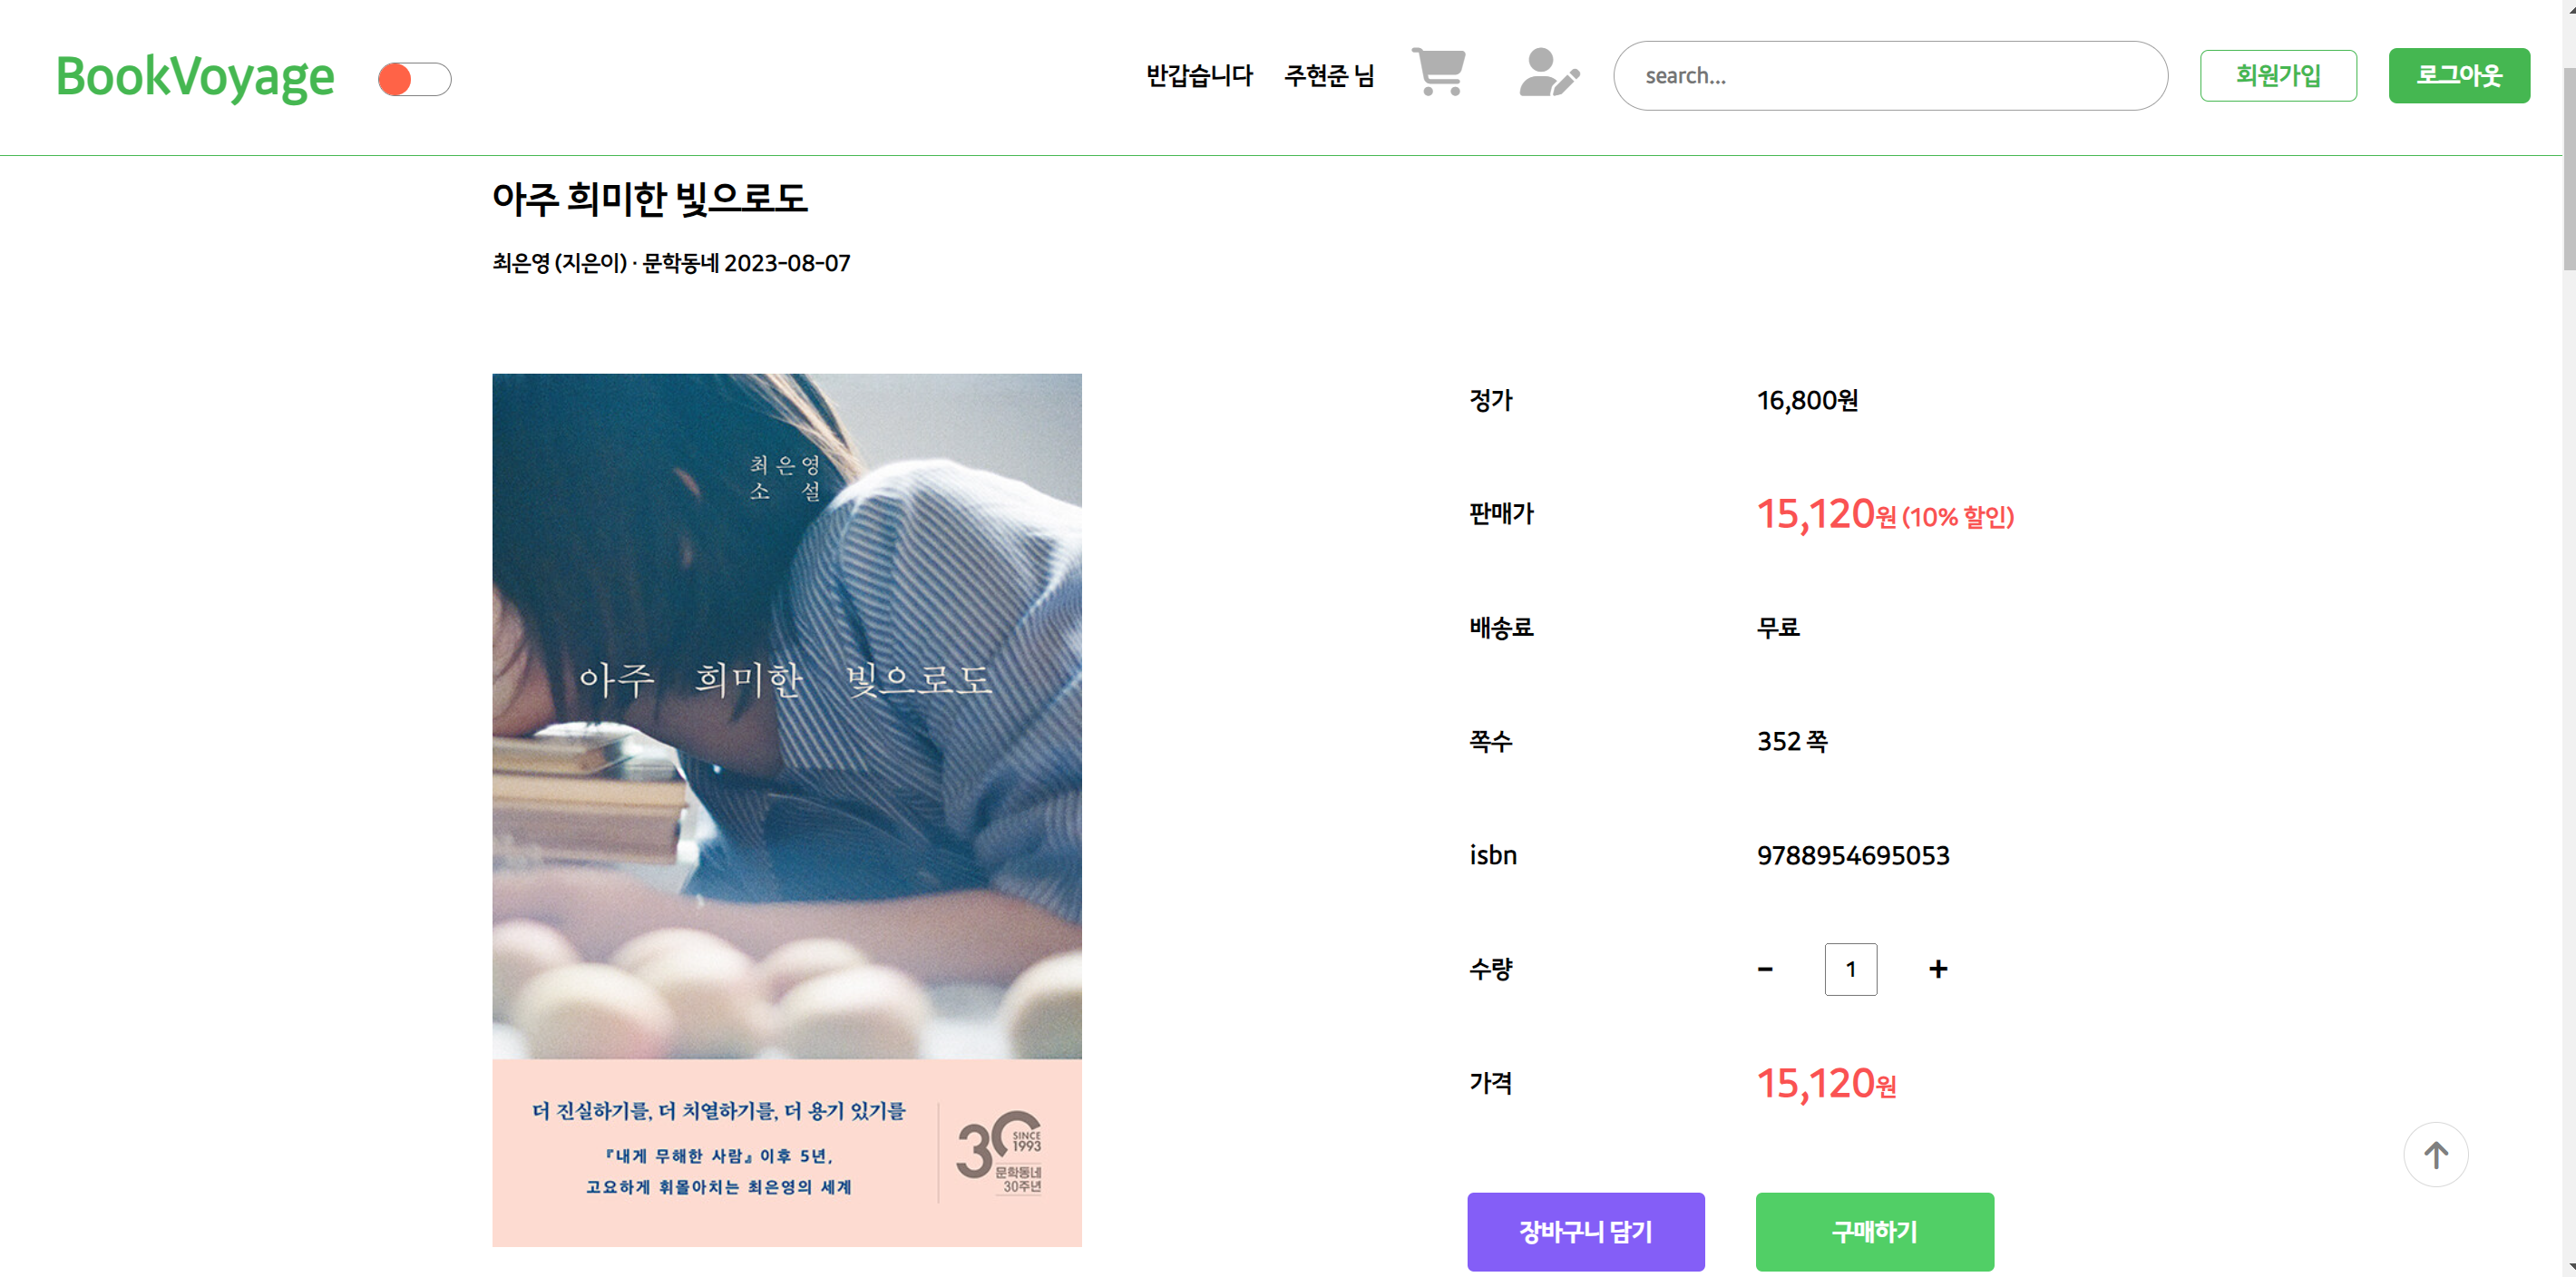 BookVoyage
반갑습니다 주현준 님
search...
회원가입
로그아웃
아주 희미한 빛으로도
최은영 (지은이) · 문학동네 2023-08-07
최은영
소설
아주 희미한 빛으로도
더 진실하기를, 더 치열하기를, 더 용기 있기를
『내게 무해한 사람』 이후 5년,
고요하게 휘몰아치는 최은영의 세계
30
SINCE
1993
문학동네
30주년
정가 16,800원
판매가 15,120원 (10% 할인)
배송료 무료
쪽수 352 쪽
isbn 9788954695053
수량 - 1 +
가격 15,120원
장바구니 담기
구매하기